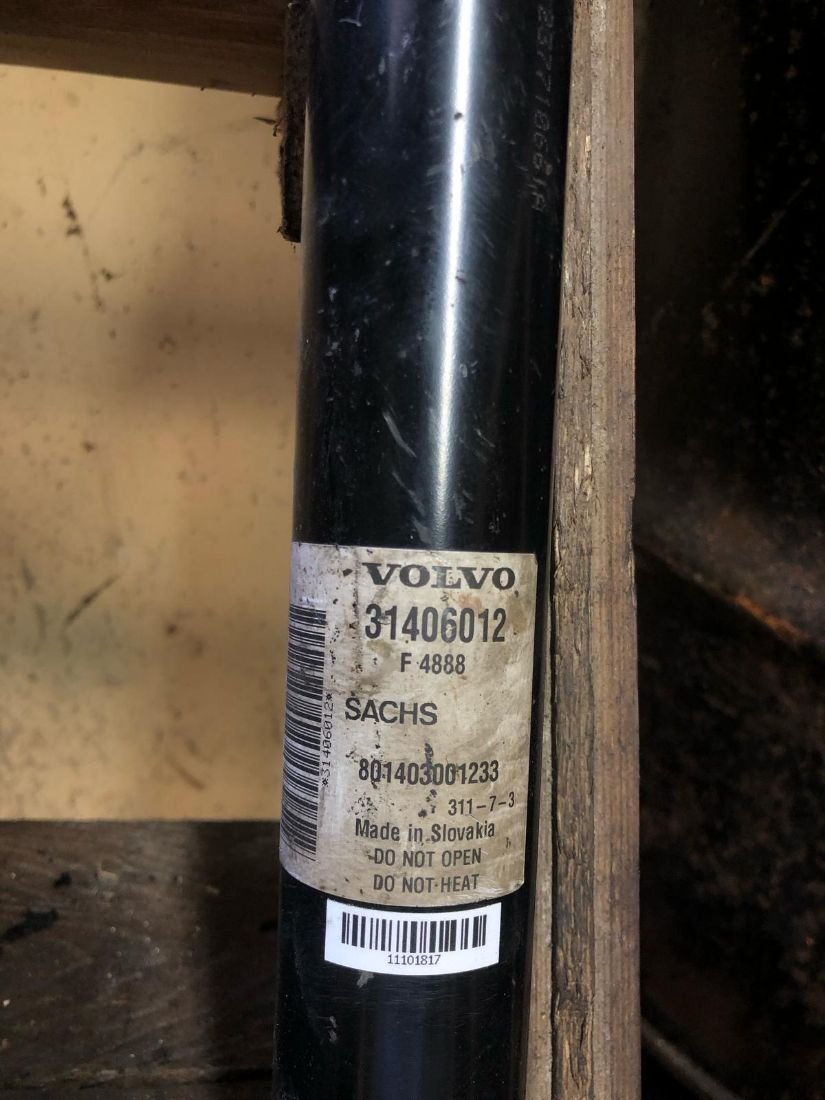 VOLVO
31406012
F 4888
*31406012*
SACHS
801403001233
311-7-3
Made in Slovakia
DO NOT OPEN
DO NOT HEAT
11101817